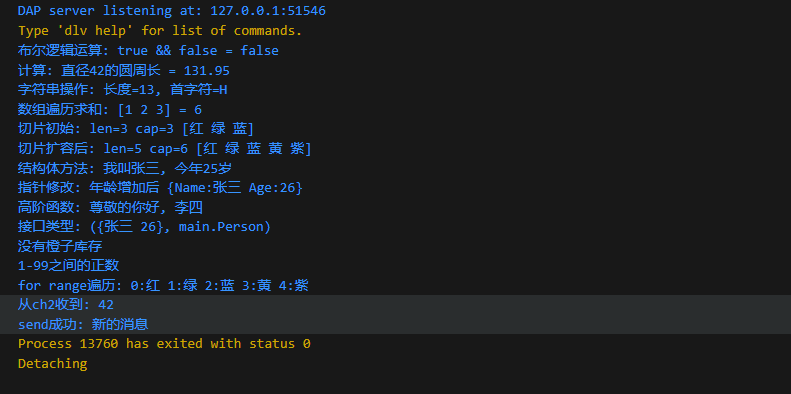 DAP server listening at: 127.0.0.1:51546
Type 'dlv help' for list of commands.
布尔逻辑运算: true && false = false
计算: 直径42的圆周长 = 131.95
字符串操作: 长度=13, 首字符=H
数组遍历求和: [1 2 3] = 6
切片初始: len=3 cap=3 [红 绿 蓝]
切片扩容后: len=5 cap=6 [红 绿 蓝 黄 紫]
结构体方法: 我叫张三, 今年25岁
指针修改: 年龄增加后 {Name:张三 Age:26}
高阶函数: 尊敬的你好, 李四
接口类型: ({张三 26}, main.Person)
没有橙子库存
1-99之间的正数
for range遍历: 0:红 1:绿 2:蓝 3:黄 4:紫
从ch2收到: 42
send成功: 新的消息
Process 13760 has exited with status 0
Detaching